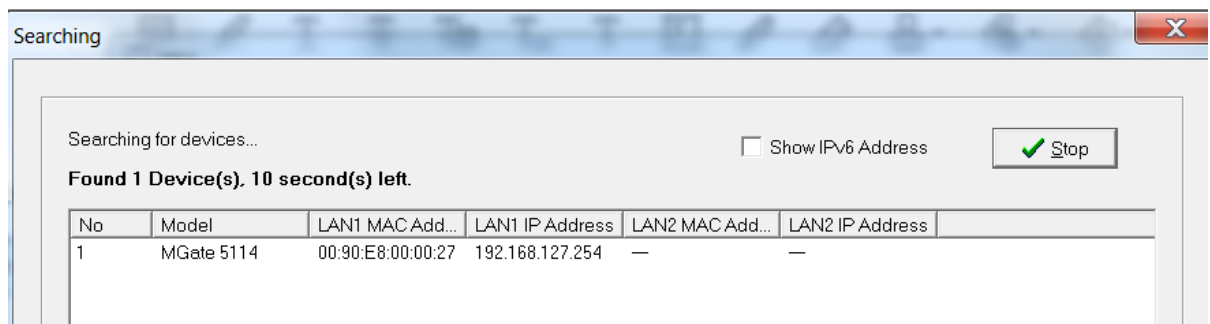 Searching
Searching for devices...
Show IPv6 Address
Stop
Found 1 Device(s), 10 second(s) left.
No Model LAN1 MAC Add... LAN1 IP Address LAN2 MAC Add... LAN2 IP Address
1 MGate 5114 00:90:E8:00:00:27 192.168.127.254 — —